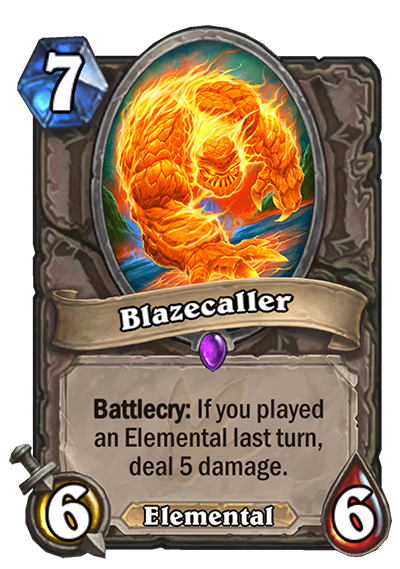 7
Blazecaller
Battlecry: If you played
an Elemental last turn,
deal 5 damage.
6
Elemental
6